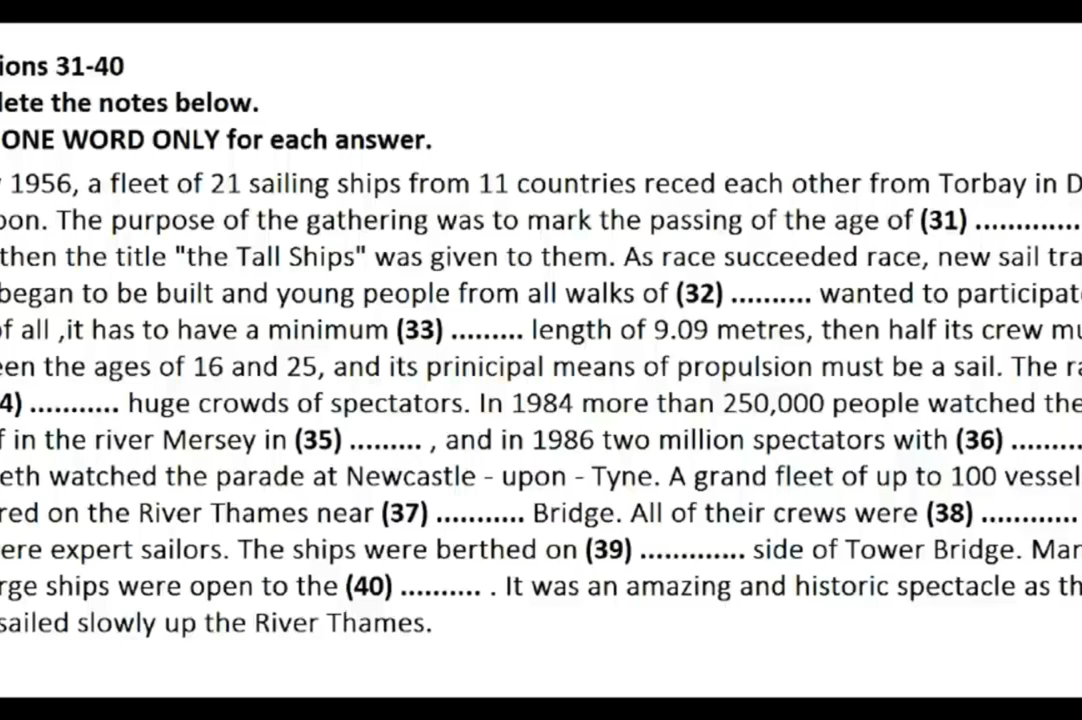 ions 31-40
lete the notes below.
ONE WORD ONLY for each answer.
1956, a fleet of 21 sailing ships from 11 countries reced each other from Torbay in D
oon. The purpose of the gathering was to mark the passing of the age of (31) .............
then the title "the Tall Ships" was given to them. As race succeeded race, new sail tra
began to be built and young people from all walks of (32) .......... wanted to participat
f all ,it has to have a minimum (33) ......... length of 9.09 metres, then half its crew mu
en the ages of 16 and 25, and its prinicipal means of propulsion must be a sail. The ra
4) ........... huge crowds of spectators. In 1984 more than 250,000 people watched the
f in the river Mersey in (35) ......... , and in 1986 two million spectators with (36) .........
eth watched the parade at Newcastle - upon - Tyne. A grand fleet of up to 100 vessel
red on the River Thames near (37) ........... Bridge. All of their crews were (38) ............
ere expert sailors. The ships were berthed on (39) ............. side of Tower Bridge. Mar
rge ships were open to the (40) .......... . It was an amazing and historic spectacle as th
sailed slowly up the River Thames.